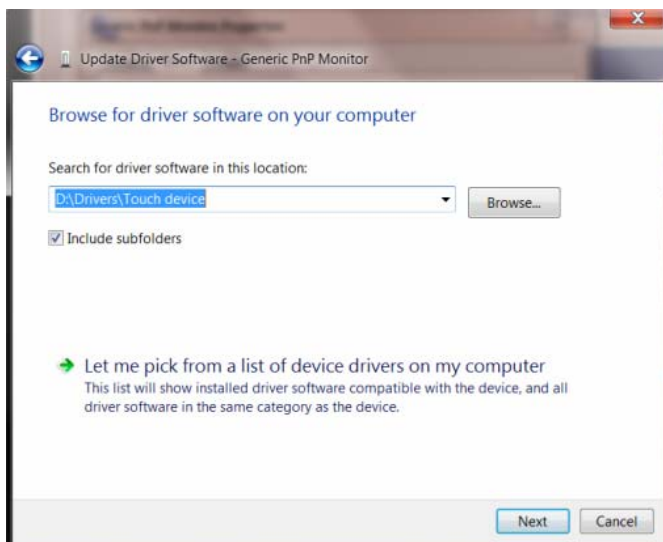 Update Driver Software - Generic PnP Monitor
Browse for driver software on your computer
Search for driver software in this location:
D:\Drivers\Touch device
Browse...
Include subfolders
Let me pick from a list of device drivers on my computer
This list will show installed driver software compatible with the device, and all
driver software in the same category as the device.
Next
Cancel